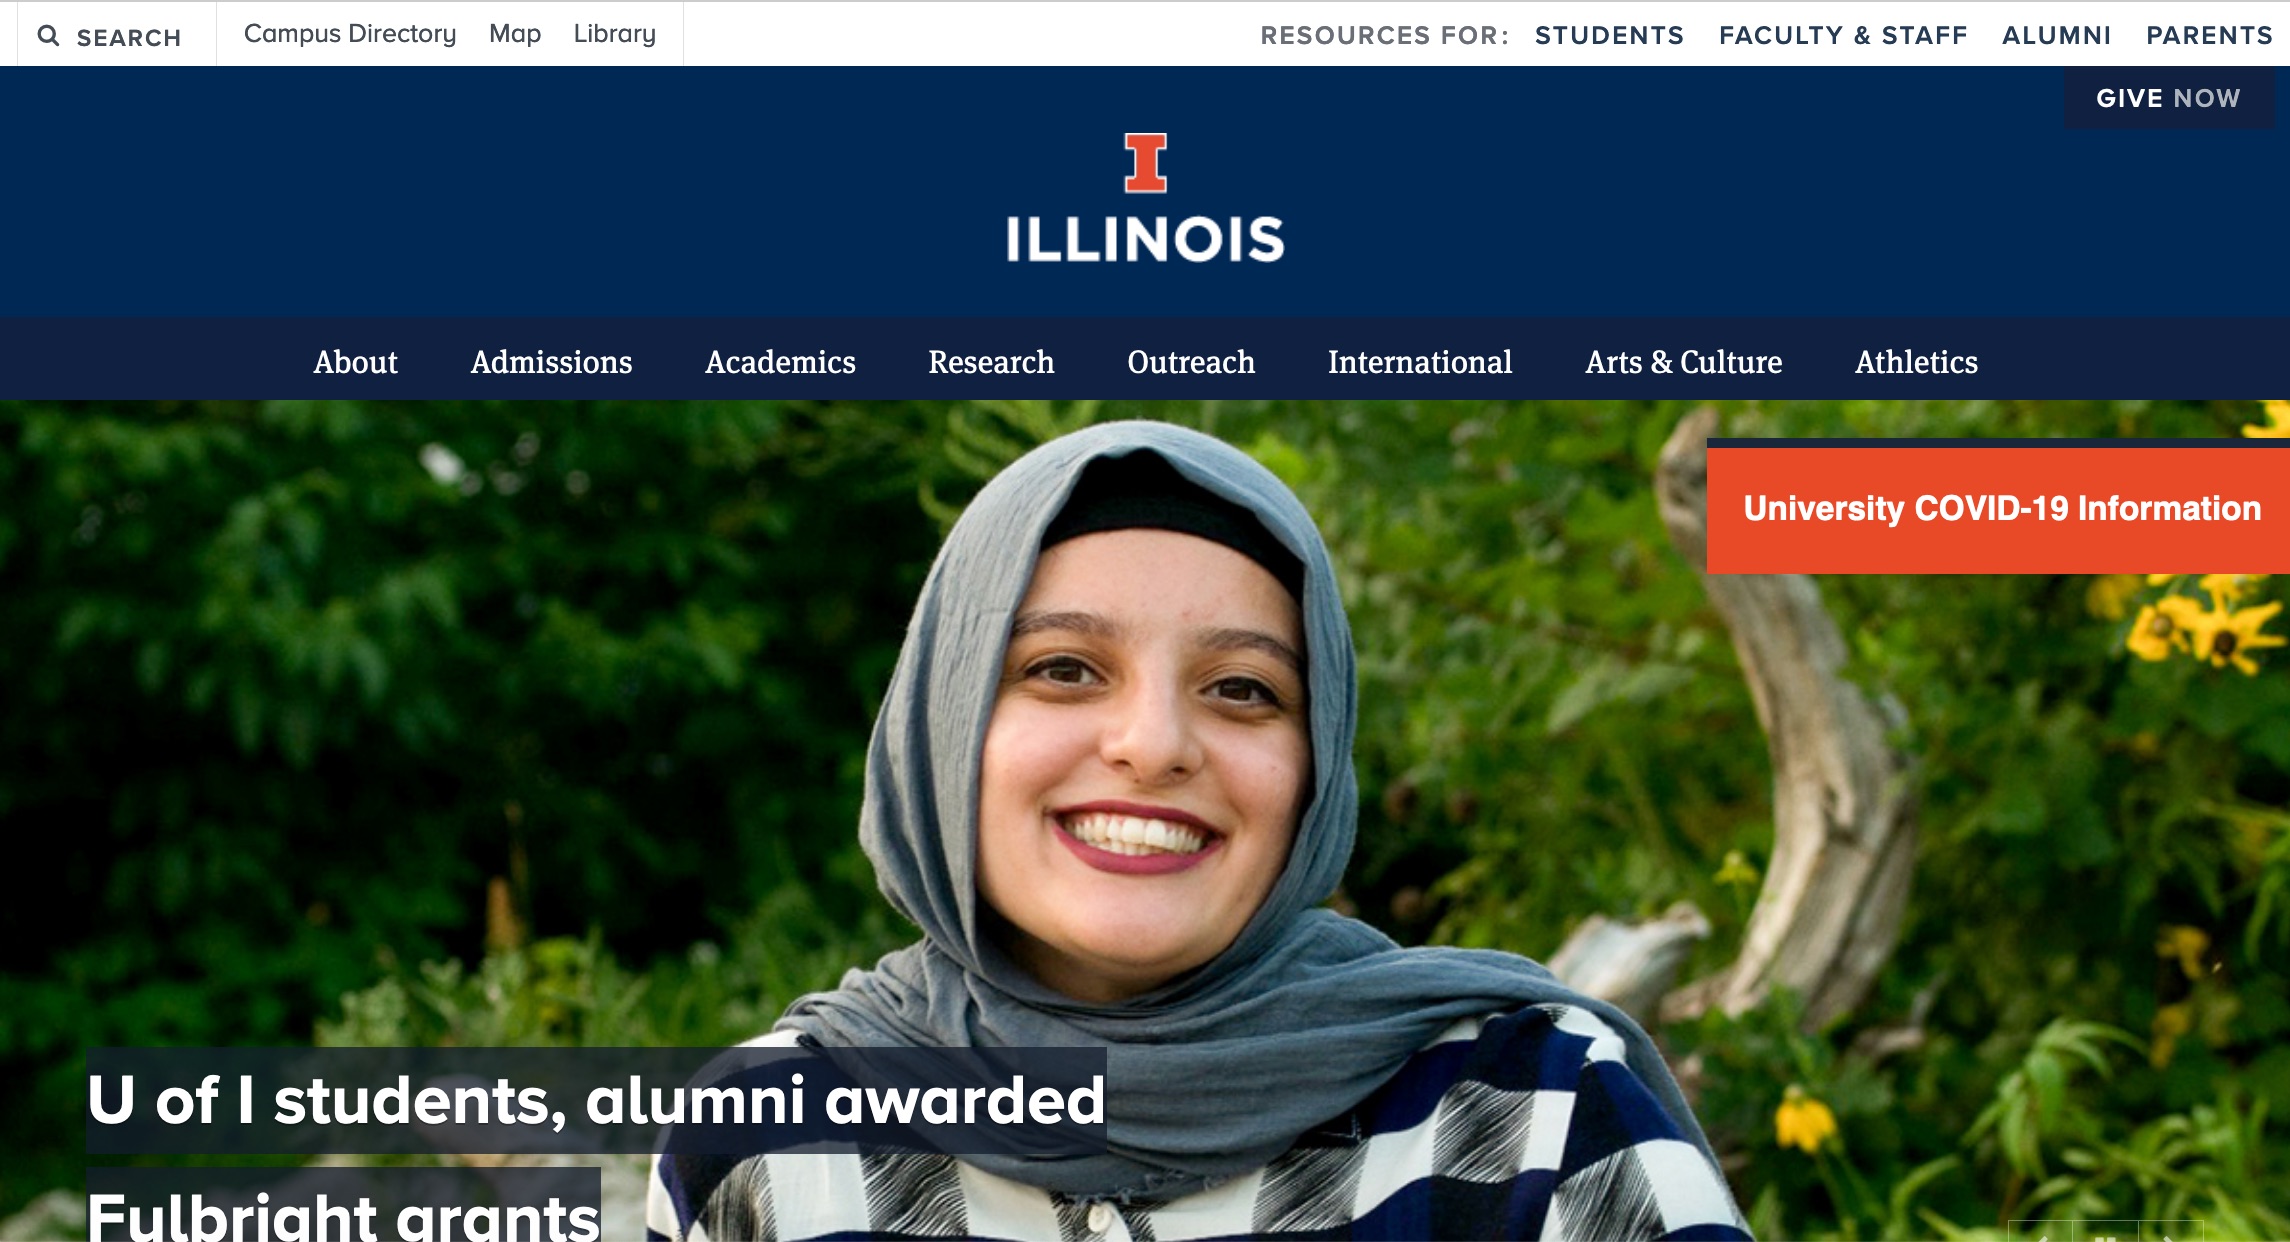 SEARCH
Campus Directory
Map
Library
RESOURCES FOR:
STUDENTS
FACULTY & STAFF
ALUMNI
PARENTS
GIVE NOW
I
ILLINOIS
About
Admissions
Academics
Research
Outreach
International
Arts & Culture
Athletics
University COVID-19 Information
U of I students, alumni awarded
Fulbright grants